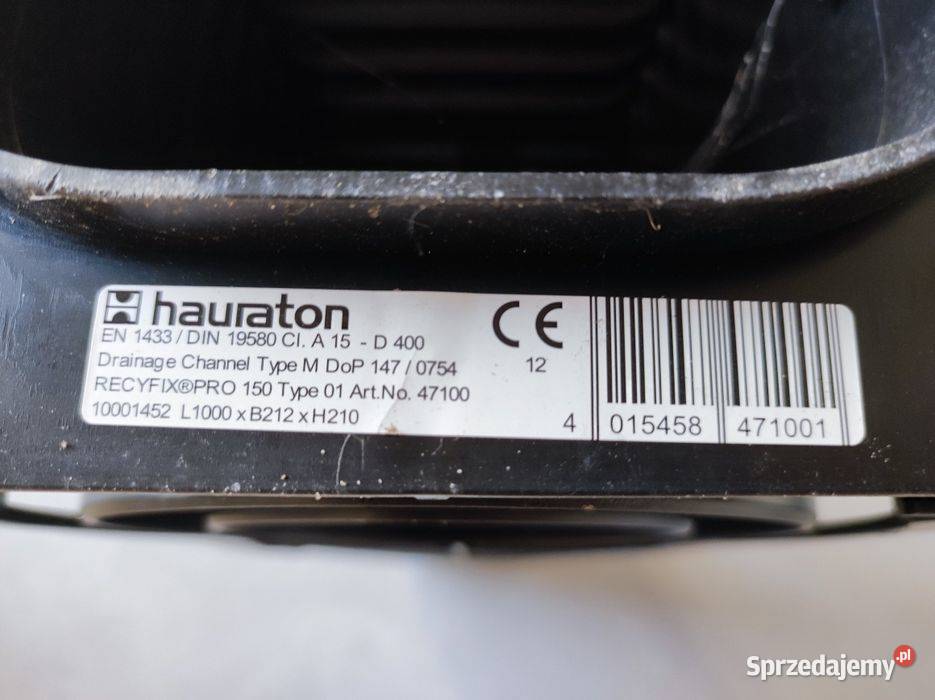 hauraton
EN 1433 / DIN 19580 Cl. A 15 - D 400
Drainage Channel Type M DoP 147 / 0754
RECYFIX®PRO 150 Type 01 Art.No. 47100
10001452 L1000 x B212 x H210
CE
12
4 015458 471001
Sprzedajemy.pl